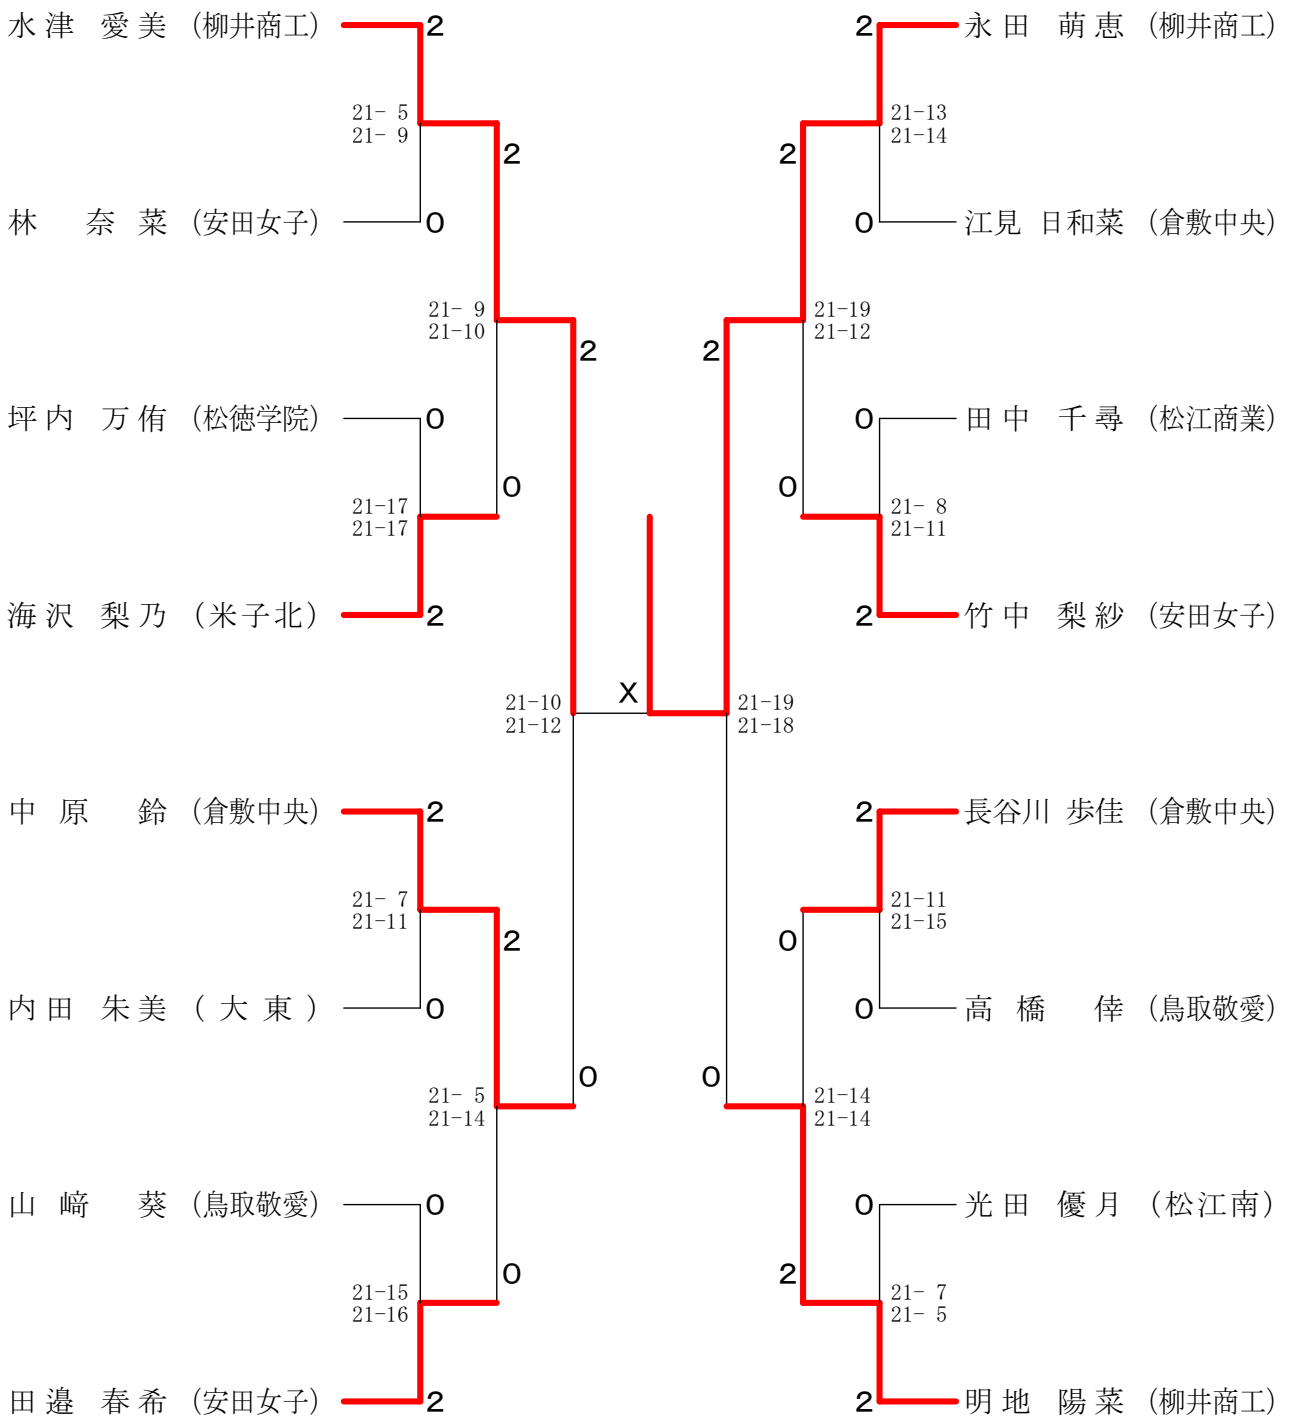 水津 愛美 (柳井商工) 2 2 永田 萌恵 (柳井商工)
21- 5 21-13
21- 9 21-14
2 2
林 奈菜 (安田女子) 0 0 江見 日和菜 (倉敷中央)
21- 9 21-19
21-10 21-12
2 2
坪内 万侑 (松徳学院) 0 0 田中 千尋 (松江商業)
0 0
21-17 21- 8
21-17 21-11
海沢 梨乃 (米子北) 2 2 竹中 梨紗 (安田女子)
X
21-10 21-19
21-12 21-18
中原 鈴 (倉敷中央) 2 2 長谷川 歩佳 (倉敷中央)
21- 7 21-11
21-11 21-15
2 0
内田 朱美 (大東) 0 0 高橋 倖 (鳥取敬愛)
0 0
21- 5 21-14
21-14 21-14
山﨑 葵 (鳥取敬愛) 0 0 光田 優月 (松江南)
0 2
21-15 21- 7
21-16 21- 5
田邉 春希 (安田女子) 2 2 明地 陽菜 (柳井商工)